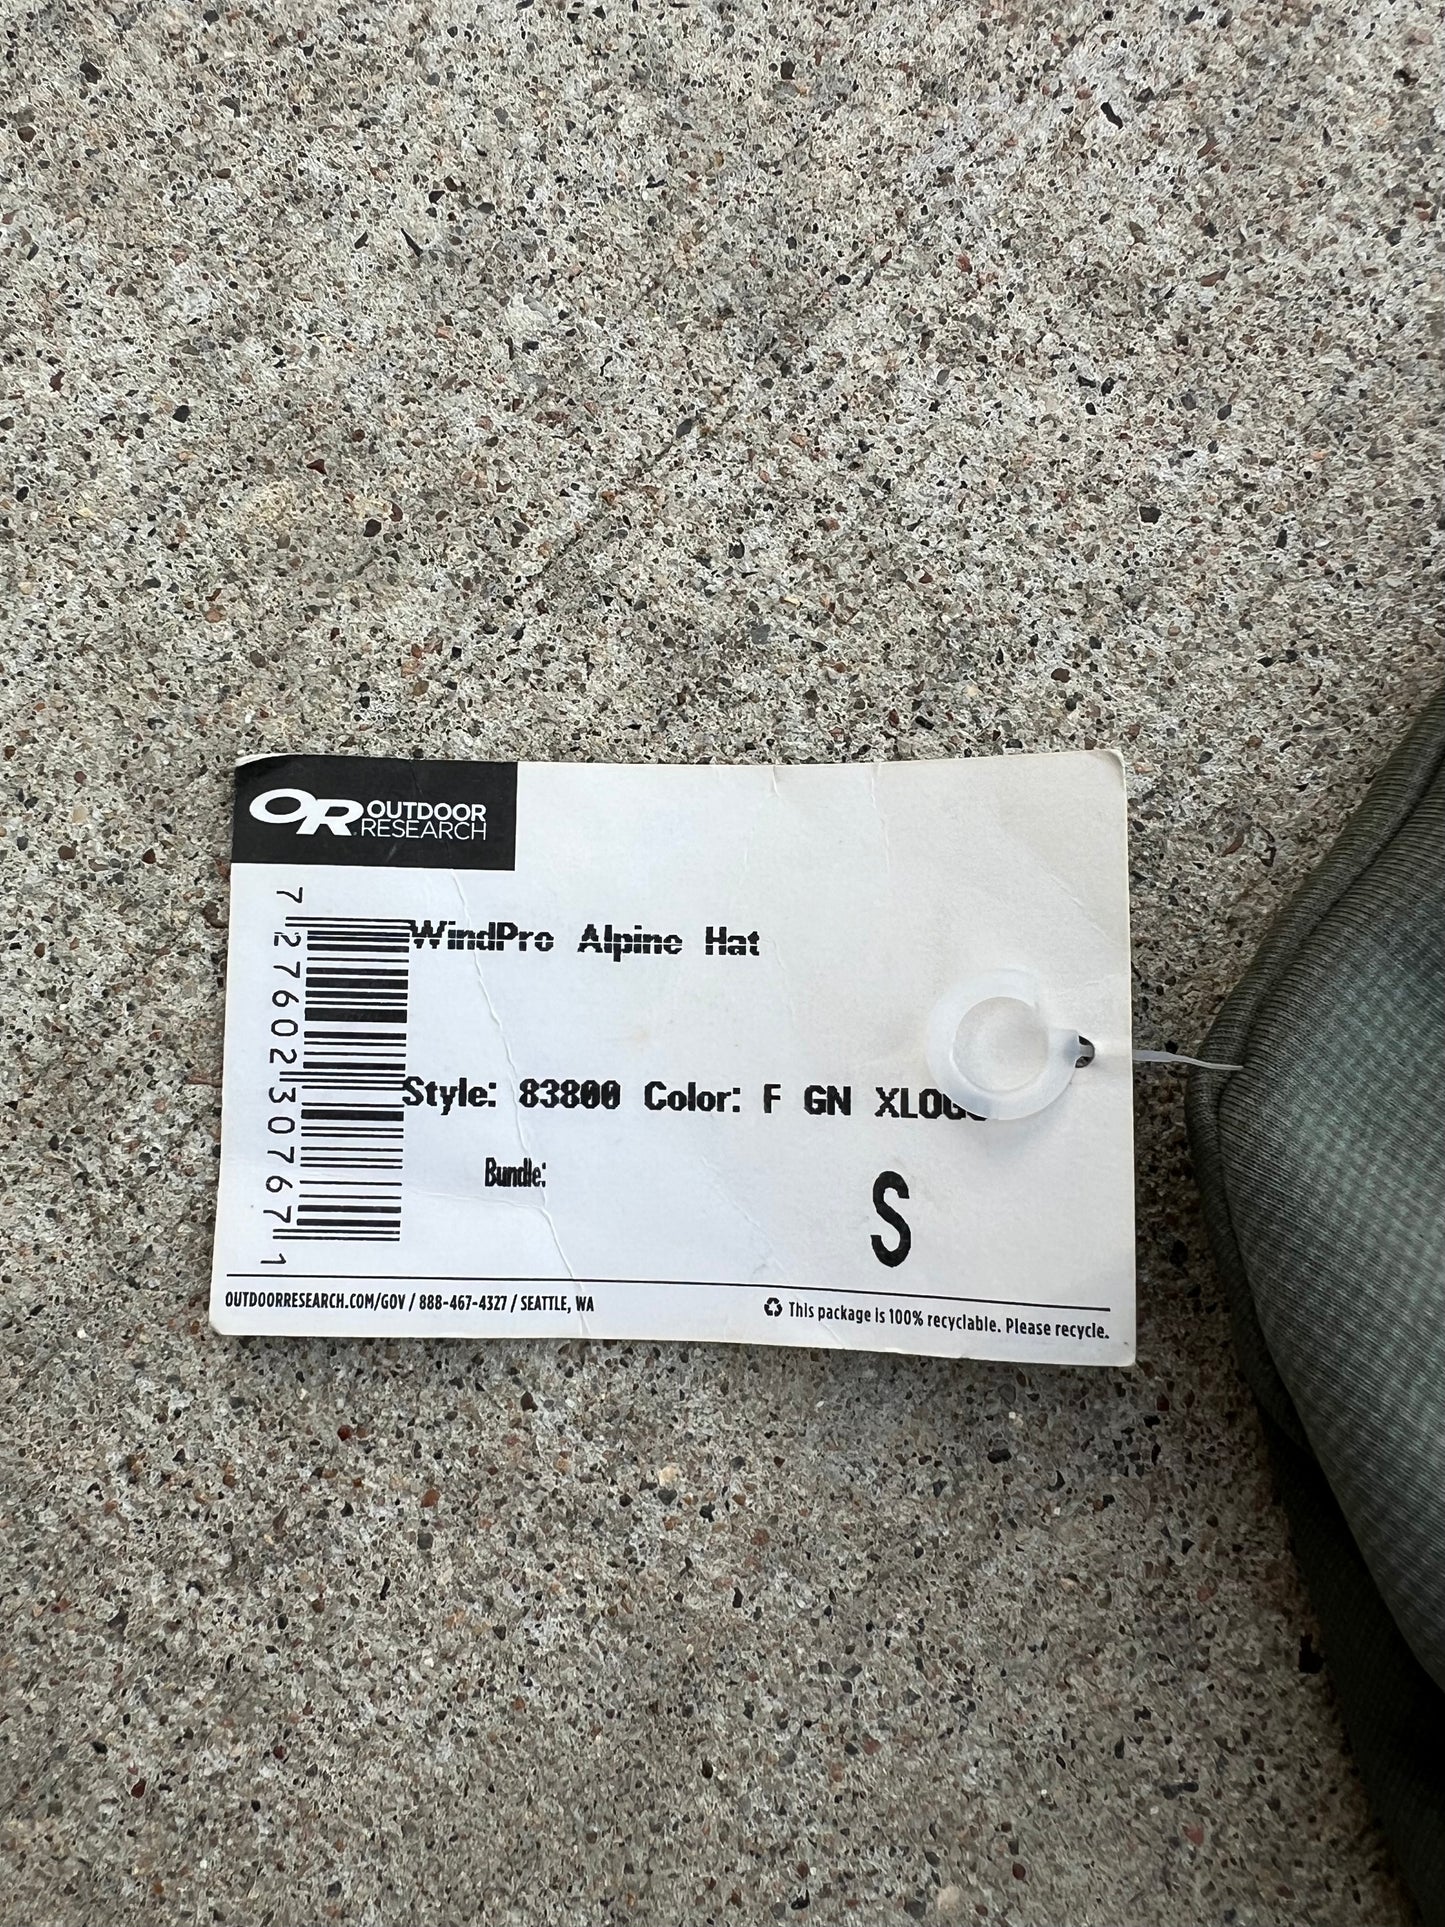 OR OUTDOOR
RESEARCH
7 27602 30767 1
WindPro Alpine Hat
Style: 83800 Color: F GN
Bundle:
S
OUTDOORRESEARCH.COM/GOV / 888-467-4327 / SEATTLE, WA
This package is 100% recyclable. Please recycle.